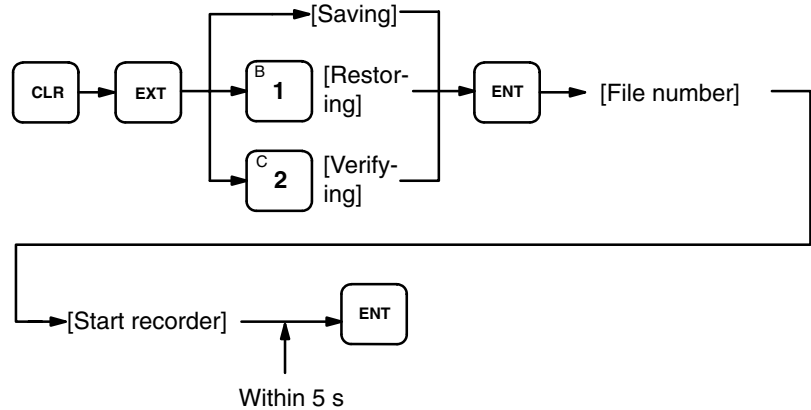 [Saving]
CLR
EXT
B
1
[Restor-
ing]
ENT
[File number]
C
2
[Verify-
ing]
[Start recorder]
ENT
Within 5 s